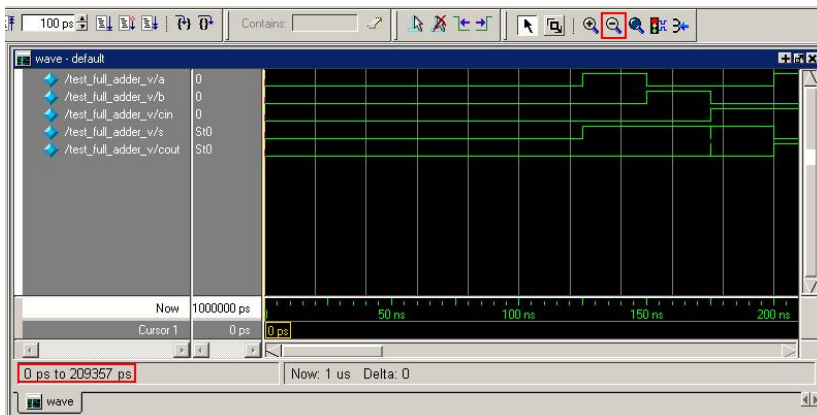 100 ps
Contains:
wave - default
/test_full_adder_v/a 0
/test_full_adder_v/b 0
/test_full_adder_v/cin 0
/test_full_adder_v/s St0
/test_full_adder_v/cout St0
Now 1000000 ps
50 ns 100 ns 150 ns 200 ns
Cursor 1 0 ps 0 ps
0 ps to 209357 ps Now: 1 us Delta: 0
wave